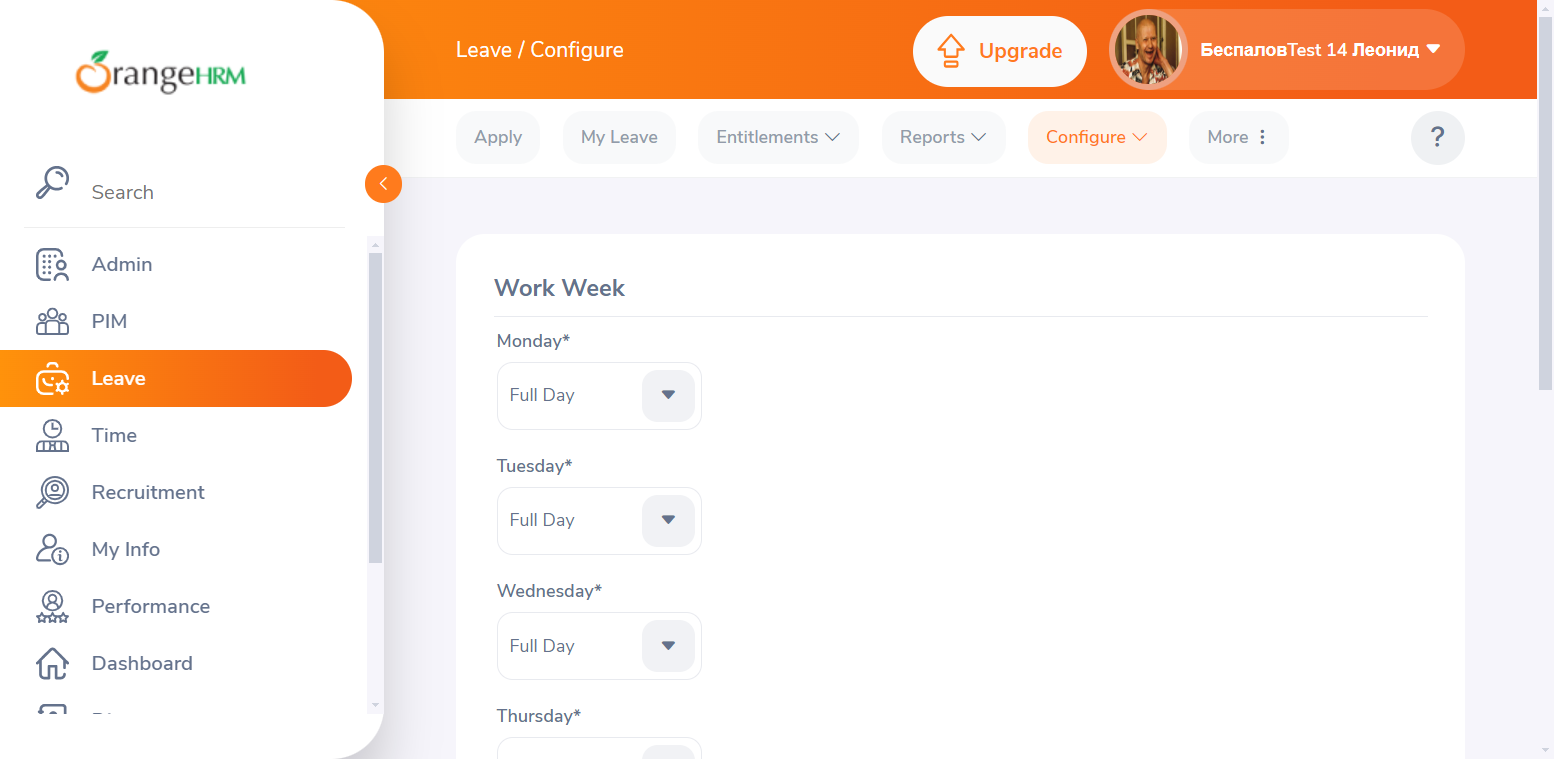 OrangeHRM
Leave / Configure
Upgrade
БеспаловTest 14 Леонид
Search
Apply
My Leave
Entitlements
Reports
Configure
More
?
Admin
PIM
Leave
Time
Recruitment
My Info
Performance
Dashboard
Work Week
Monday*
Full Day
Tuesday*
Full Day
Wednesday*
Full Day
Thursday*